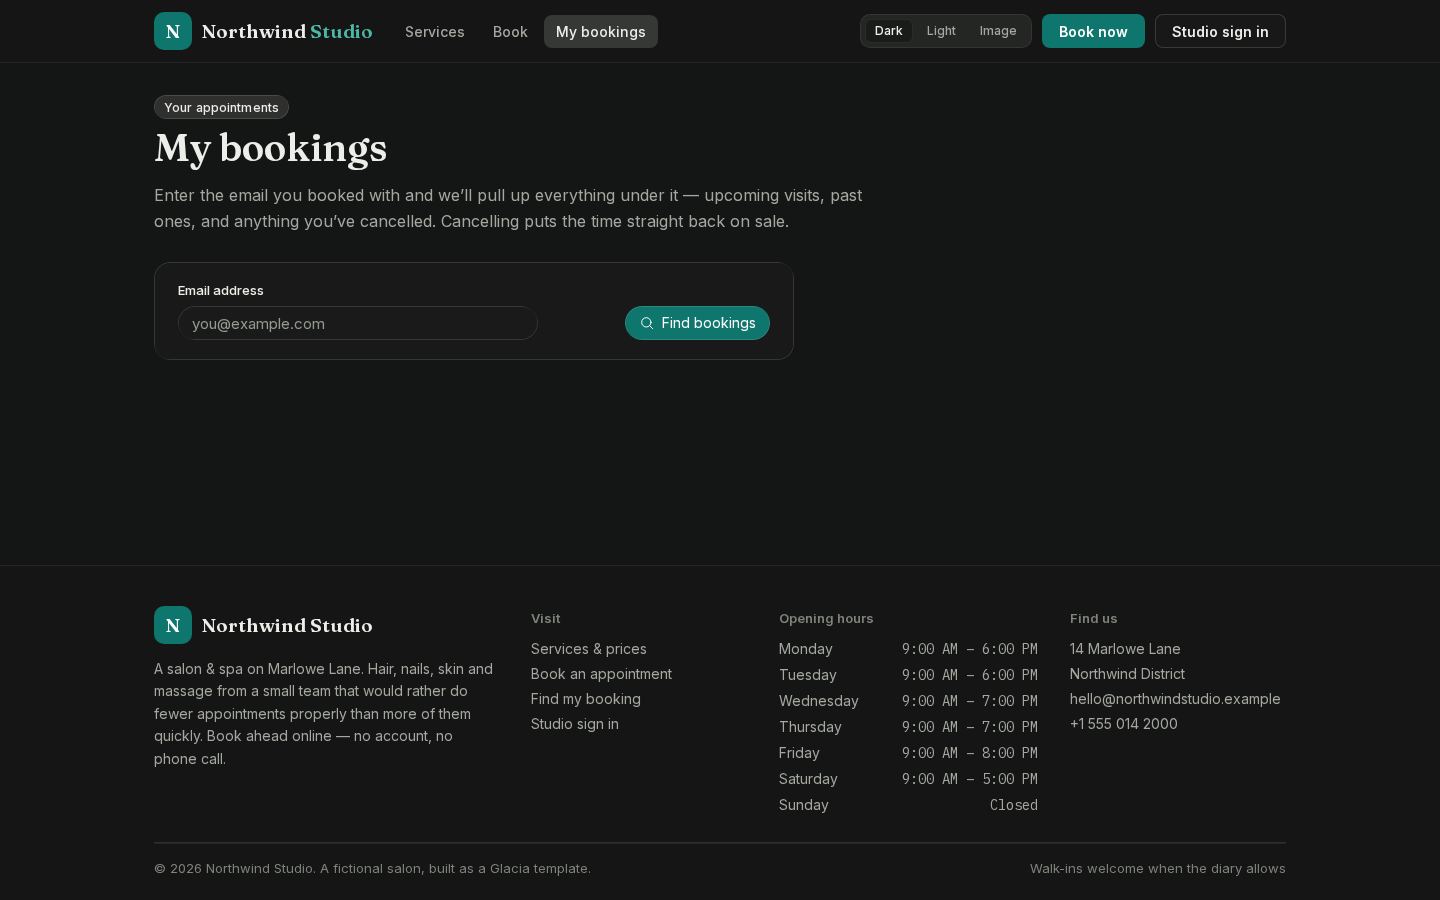 N Northwind Studio Services Book My bookings Dark Light Image Book now Studio sign in
Your appointments
My bookings
Enter the email you booked with and we’ll pull up everything under it — upcoming visits, past
ones, and anything you’ve cancelled. Cancelling puts the time straight back on sale.
Email address
you@example.com
Find bookings
N Northwind Studio
A salon & spa on Marlowe Lane. Hair, nails, skin and
massage from a small team that would rather do
fewer appointments properly than more of them
quickly. Book ahead online — no account, no
phone call.
Visit
Services & prices
Book an appointment
Find my booking
Studio sign in
Opening hours
Monday 9:00 AM – 6:00 PM
Tuesday 9:00 AM – 6:00 PM
Wednesday 9:00 AM – 7:00 PM
Thursday 9:00 AM – 7:00 PM
Friday 9:00 AM – 8:00 PM
Saturday 9:00 AM – 5:00 PM
Sunday Closed
Find us
14 Marlowe Lane
Northwind District
hello@northwindstudio.example
+1 555 014 2000
© 2026 Northwind Studio. A fictional salon, built as a Glacia template.
Walk-ins welcome when the diary allows